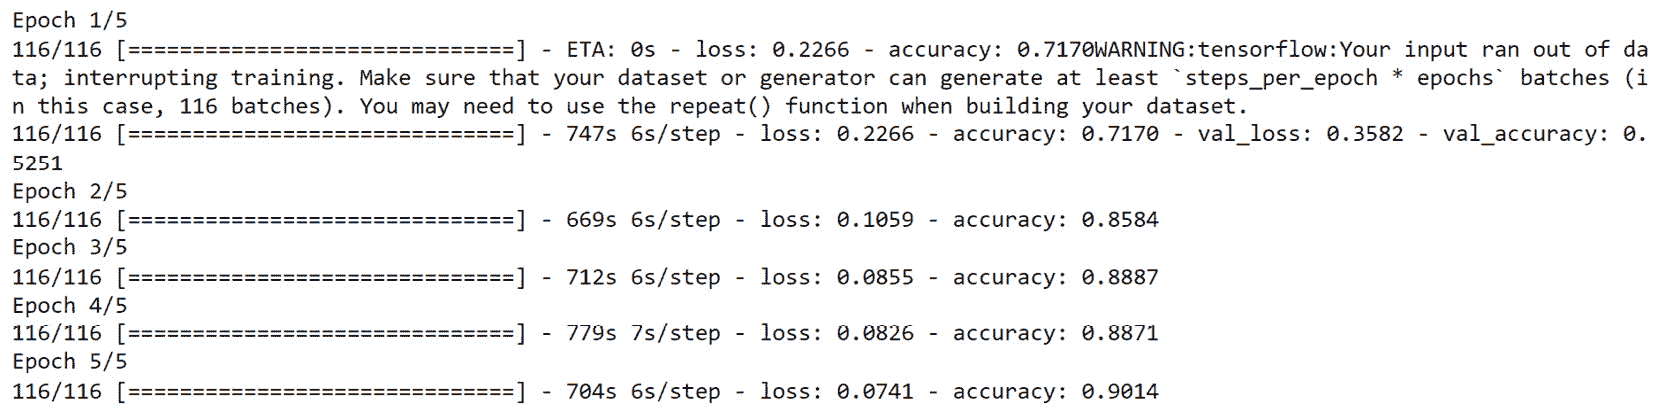 Epoch 1/5
116/116 [==============================] - ETA: 0s - loss: 0.2266 - accuracy: 0.7170WARNING:tensorflow:Your input ran out of da
ta; interrupting training. Make sure that your dataset or generator can generate at least `steps_per_epoch * epochs` batches (i
n this case, 116 batches). You may need to use the repeat() function when building your dataset.
116/116 [==============================] - 747s 6s/step - loss: 0.2266 - accuracy: 0.7170 - val_loss: 0.3582 - val_accuracy: 0.
5251
Epoch 2/5
116/116 [==============================] - 669s 6s/step - loss: 0.1059 - accuracy: 0.8584
Epoch 3/5
116/116 [==============================] - 712s 6s/step - loss: 0.0855 - accuracy: 0.8887
Epoch 4/5
116/116 [==============================] - 779s 7s/step - loss: 0.0826 - accuracy: 0.8871
Epoch 5/5
116/116 [==============================] - 704s 6s/step - loss: 0.0741 - accuracy: 0.9014